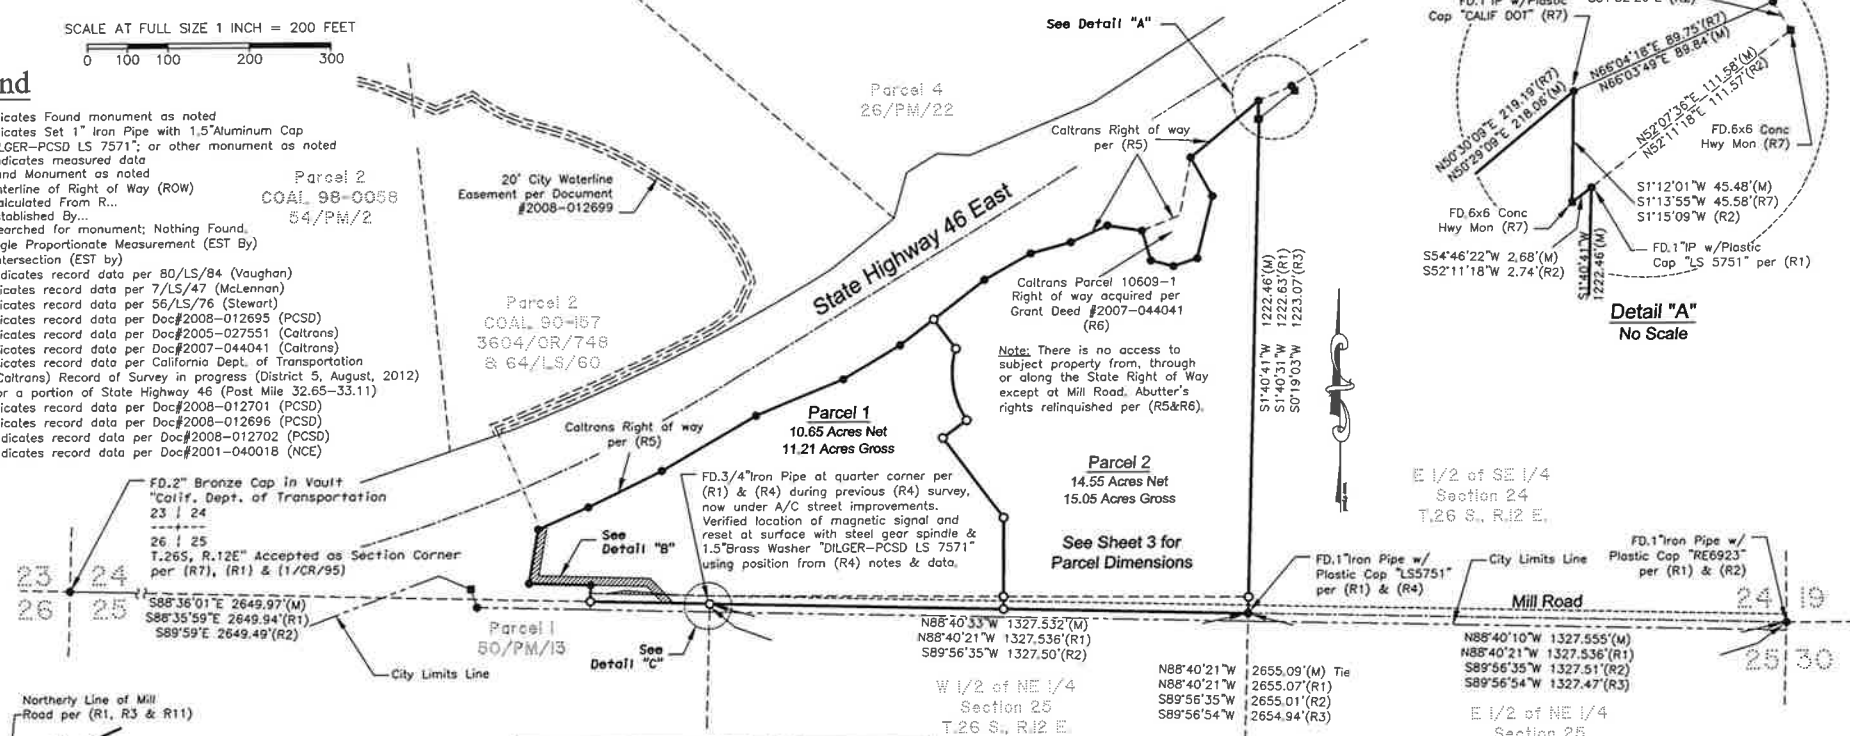 SCALE AT FULL SIZE 1 INCH = 200 FEET
0 100 100 200 300
nd
icates Found monument as noted
icates Set 1" Iron Pipe with 1.5"Aluminum Cap
LGER-PCSD LS 7571"; or other monument as noted
dicates measured data
und Monument as noted
nterline of Right of Way (ROW)
alculated From R...
tablished By...
earched for monument; Nothing Found.
gle Proportionate Measurement (EST By)
tersection (EST by)
dicates record data per 80/LS/84 (Vaughan)
icates record data per 7/LS/47 (McLennan)
icates record data per 56/LS/76 (Stewart)
icates record data per Doc#2008-012695 (PCSD)
icates record data per Doc#2005-027551 (Caltrans)
icates record data per Doc#2007-044041 (Caltrans)
icates record data per California Dept. of Transportation
Caltrans) Record of Survey in progress (District 5, August, 2012)
or a portion of State Highway 46 (Post Mile 32.65-33.11)
icates record data per Doc#2008-012701 (PCSD)
icates record data per Doc#2008-012696 (PCSD)
dicates record data per Doc#2008-012702 (PCSD)
dicates record data per Doc#2001-040018 (NCE)
Parcel 2
COAL 98-0058
54/PM/2
20' City Waterline
Easement per Document
#2008-012699
Parcel 2
COAL 90-157
3604/OR/748
& 64/LS/60
Parcel 4
26/PM/22
See Detail "A"
State Highway 46 East
Caltrans Right of way
per (R5)
Caltrans Parcel 10609-1
Right of way acquired per
Grant Deed #2007-044041
(R6)
Note: There is no access to
subject property from, through
or along the State Right of Way
except at Mill Road. Abutter's
rights relinquished per (R5&R6).
S1°40'41"W 1222.46'(M)
S1°40'31"W 1222.63'(R1)
S0°19'03"W 1223.07'(R3)
Cap "CALIF DOT" (R7)
N66°04'18"E 89.75'(R7)
N66°03'49"E 89.84'(M)
N50°30'09"E 219.19'(R7)
N50°29'09"E 218.06'(M)
N52°07'36"E 111.58'(M)
N52°11'18"E 111.57'(R2)
FD.6x6 Conc
Hwy Mon (R7)
FD.6x6 Conc
Hwy Mon (R7)
S1°12'01"W 45.48'(M)
S1°13'55"W 45.58'(R7)
S1°15'09"W (R2)
S54°46'22"W 2.68'(M)
S52°11'18"W 2.74'(R2)
FD.1"IP w/Plastic
Cap "LS 5751" per (R1)
S1°40'41"W
1222.46'(M)
Detail "A"
No Scale
Caltrans Right of way
per (R5)
Parcel 1
10.65 Acres Net
11.21 Acres Gross
Parcel 2
14.55 Acres Net
15.05 Acres Gross
See Sheet 3 for
Parcel Dimensions
FD.3/4"Iron Pipe at quarter corner per
(R1) & (R4) during previous (R4) survey,
now under A/C street improvements.
Verified location of magnetic signal and
reset at surface with steel gear spindle &
1.5"Brass Washer "DILGER-PCSD LS 7571"
using position from (R4) notes & data.
See
Detail "B"
E 1/2 of SE 1/4
Section 24
T.26 S., R.12 E.
FD.2" Bronze Cap in Vault
"Calif. Dept. of Transportation
23 | 24
26 | 25
T.26S, R.12E" Accepted as Section Corner
per (R7), (R1) & (1/CR/95)
23 24
26 25
S88°36'01"E 2649.97'(M)
S88°35'59"E 2649.94'(R1)
S89°59'E 2649.49'(R2)
City Limits Line
Parcel 1
80/PM/13
See
Detail "C"
N88°40'33"W 1327.532'(M)
N88°40'21"W 1327.536'(R1)
S89°56'35"W 1327.50'(R2)
W 1/2 of NE 1/4
Section 25
T.26 S., R.12 E.
N88°40'21"W 2655.09'(M) Tie
N88°40'21"W 2655.07'(R1)
S89°56'35"W 2655.01'(R2)
S89°56'54"W 2654.94'(R3)
FD.1"Iron Pipe w/
Plastic Cap "LS5751"
per (R1) & (R4)
City Limits Line
FD.1"Iron Pipe w/
Plastic Cap "RE6923"
per (R1) & (R2)
Mill Road
24 19
25 30
N88°40'10"W 1327.555'(M)
N88°40'21"W 1327.536'(R1)
S89°56'35"W 1327.51'(R2)
S89°56'54"W 1327.47'(R3)
E 1/2 of NE 1/4
Section 25
Northerly Line of Mill
Road per (R1, R3 & R11)